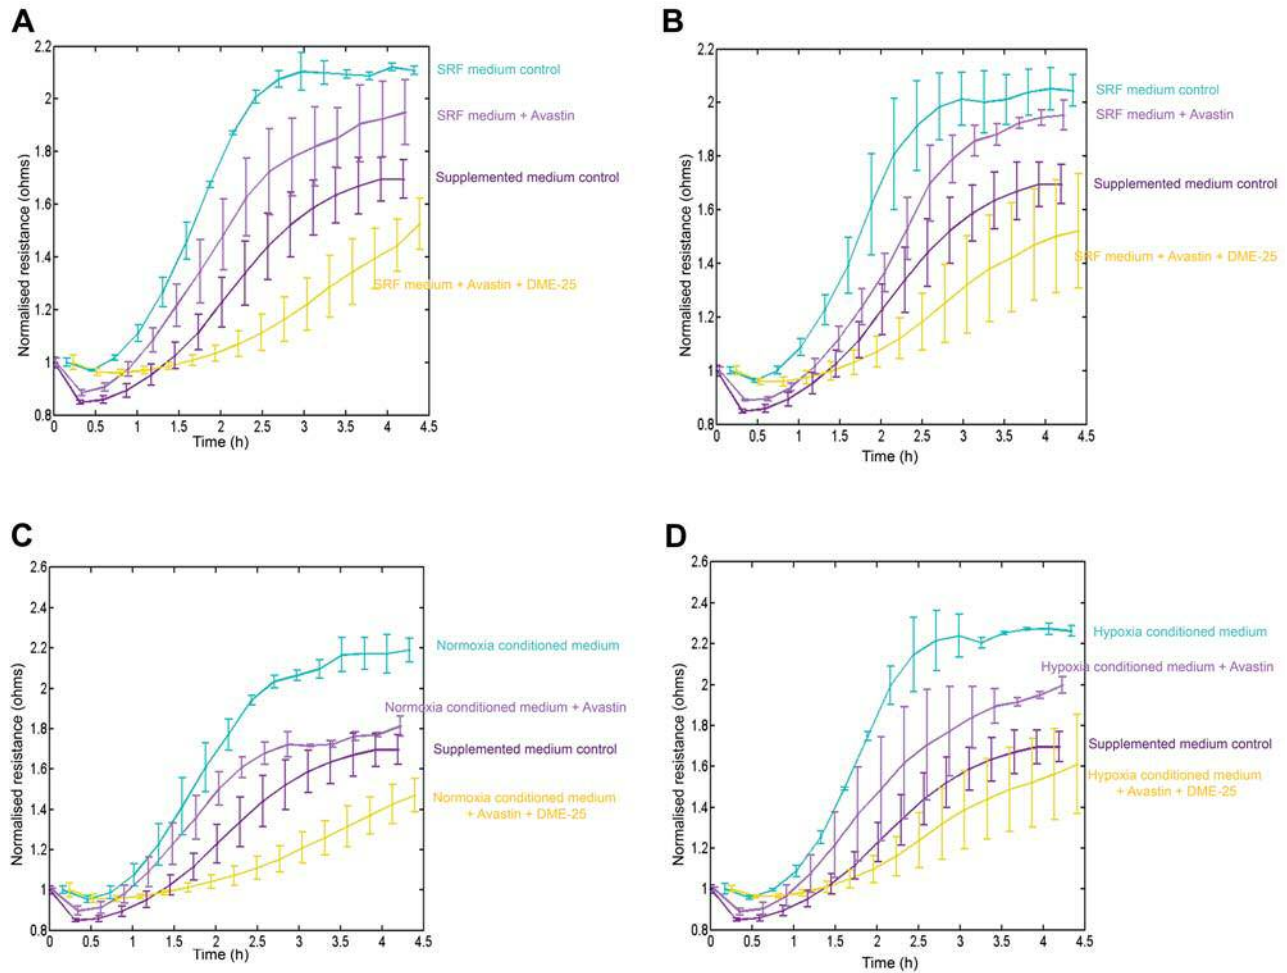 A
2.2
2
1.8
1.6
1.4
1.2
1
0.8
Normalised resistance (ohms)
0 0.5 1 1.5 2 2.5 3 3.5 4 4.5
Time (h)
SRF medium control
SRF medium + Avastin
Supplemented medium control
SRF medium + Avastin + DME-25
B
2.2
2
1.8
1.6
1.4
1.2
1
0.8
Normalised resistance (ohms)
0 0.5 1 1.5 2 2.5 3 3.5 4 4.5
Time (h)
SRF medium control
SRF medium + Avastin
Supplemented medium control
SRF medium + Avastin + DME-25
C
2.6
2.4
2.2
2
1.8
1.6
1.4
1.2
1
0.8
Normalised resistance (ohms)
0 0.5 1 1.5 2 2.5 3 3.5 4 4.5
Time (h)
Normoxia conditioned medium
Normoxia conditioned medium + Avastin
Supplemented medium control
Normoxia conditioned medium
+ Avastin + DME-25
D
2.6
2.4
2.2
2
1.8
1.6
1.4
1.2
1
0.8
Normalised resistance (ohms)
0 0.5 1 1.5 2 2.5 3 3.5 4 4.5
Time (h)
Hypoxia conditioned medium
Hypoxia conditioned medium + Avastin
Supplemented medium control
Hypoxia conditioned medium
+ Avastin + DME-25